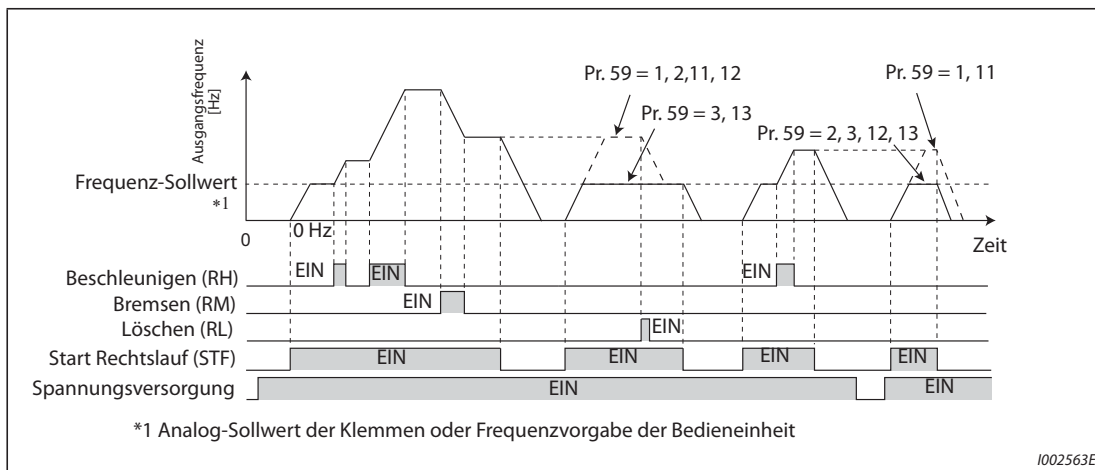 Ausgangsfrequenz
[Hz]
Pr. 59 = 1, 2,11, 12
Pr. 59 = 1, 11
Pr. 59 = 3, 13
Pr. 59 = 2, 3, 12, 13
Frequenz-Sollwert
*1
0
0 Hz
Zeit
Beschleunigen (RH)
EIN
EIN
EIN
Bremsen (RM)
EIN
Löschen (RL)
EIN
Start Rechtslauf (STF)
EIN
EIN
EIN
EIN
Spannungsversorgung
EIN
EIN
*1 Analog-Sollwert der Klemmen oder Frequenzvorgabe der Bedieneinheit
I002563E